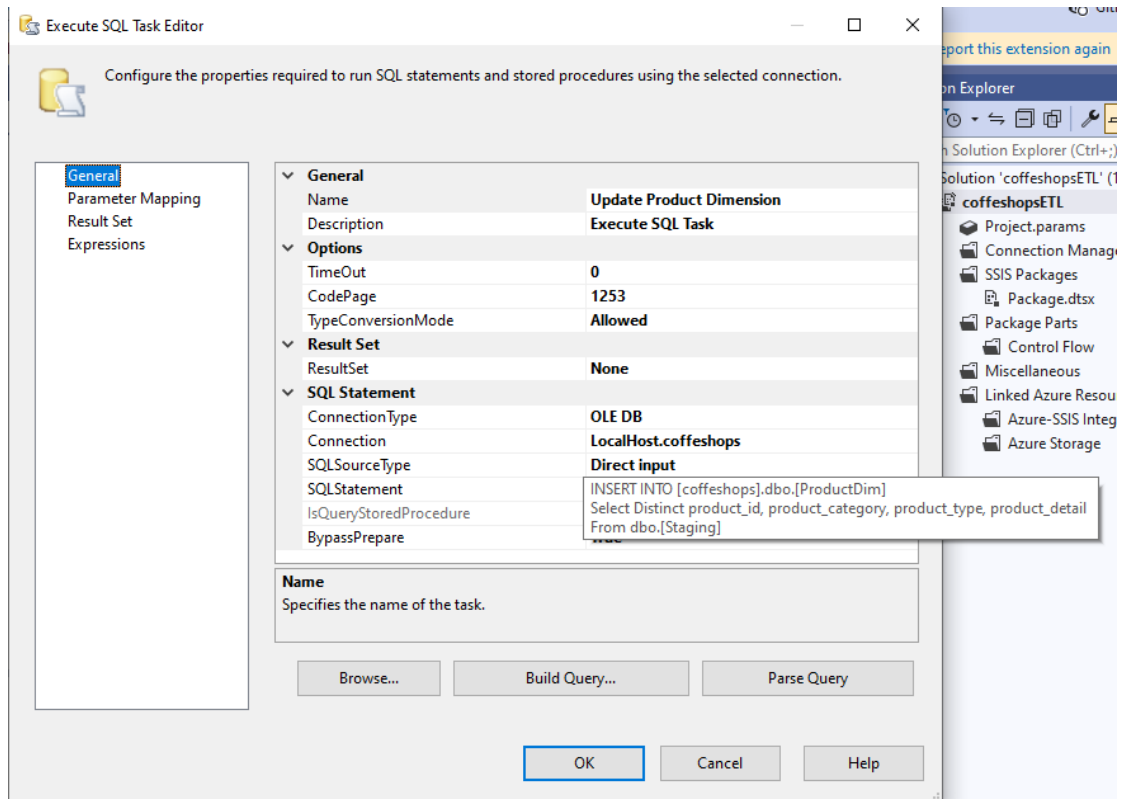 Execute SQL Task Editor
Configure the properties required to run SQL statements and stored procedures using the selected connection.
General
Parameter Mapping
Result Set
Expressions
General
Name Update Product Dimension
Description Execute SQL Task
Options
TimeOut 0
CodePage 1253
TypeConversionMode Allowed
Result Set
ResultSet None
SQL Statement
ConnectionType OLE DB
Connection LocalHost.coffeshops
SQLSourceType Direct input
SQLStatement
INSERT INTO [coffeshops].dbo.[ProductDim]
Select Distinct product_id, product_category, product_type, product_detail
From dbo.[Staging]
IsQueryStoredProcedure
BypassPrepare
Name
Specifies the name of the task.
Browse...
Build Query...
Parse Query
OK
Cancel
Help
eport this extension again
on Explorer
Solution Explorer (Ctrl+;)
Solution 'coffeshopsETL' (1
coffeshopsETL
Project.params
Connection Manag
SSIS Packages
Package.dtsx
Package Parts
Control Flow
Miscellaneous
Linked Azure Resou
Azure-SSIS Integ
Azure Storage